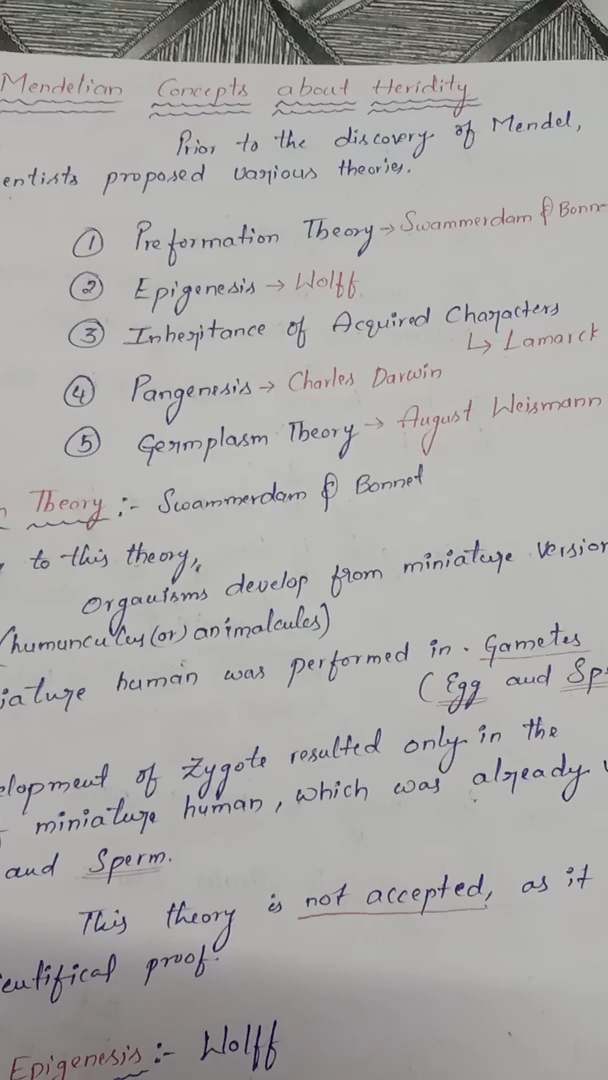 Mendelian Concepts about Heridity
Prior to the discovery of Mendel,
entists proposed various theories.
① Preformation Theory → Swammerdam & Bonne
② Epigenesis → Wolff
③ Inheritance of Acquired Characters
↳ Lamarck
④ Pangenesis → Charles Darwin
⑤ Germplasm Theory → August Weismann
n Theory :- Swammerdam & Bonnet
to this theory,
Organisms develop from miniature version
(humunculus (or) animalcules)
iature human was performed in. Gametes
(Egg and Sp
elopment of Zygote resulted only in the
miniature human, which was already
and Sperm.
This theory is not accepted, as it
entifical proof.
Epigenesis :- Wolff